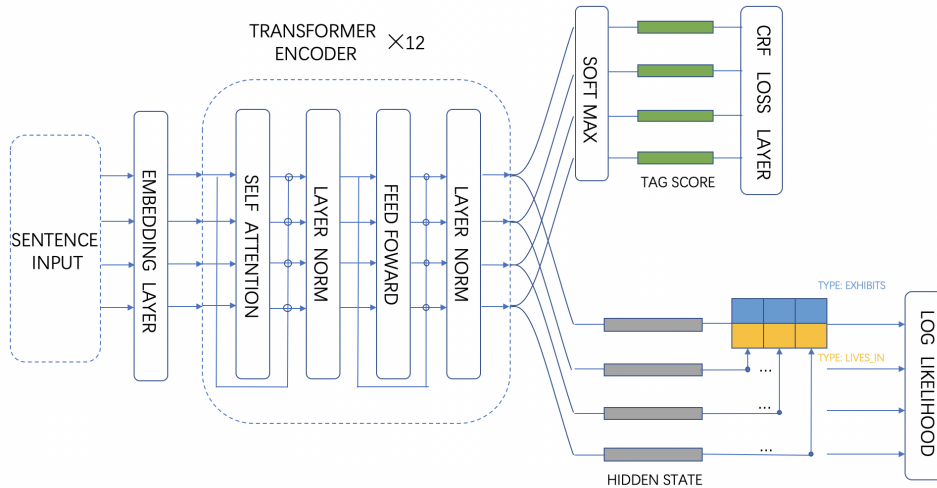 TRANSFORMER
ENCODER
×12
SENTENCE
INPUT
EMBEDDING LAYER
SELF ATTENTION
LAYER NORM
FEED FOWARD
LAYER NORM
SOFT MAX
TAG SCORE
CRF LOSS LAYER
TYPE: EXHIBITS
TYPE: LIVES_IN
...
...
...
HIDDEN STATE
LOG LIKELIHOOD